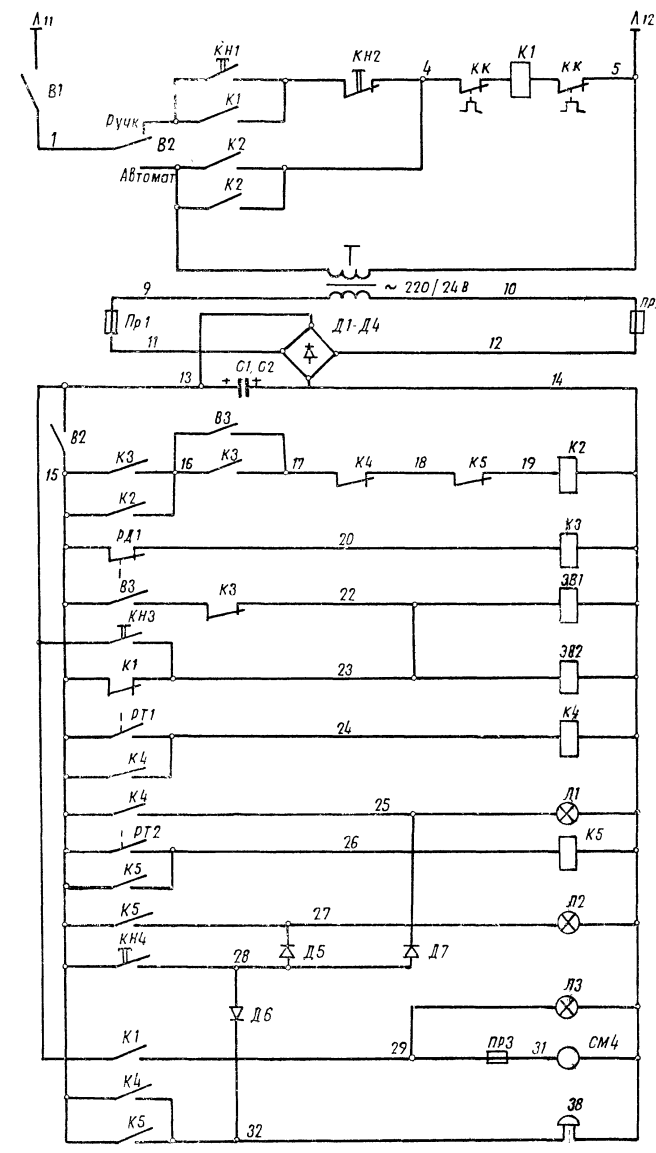 Л11 Л12
КН1
КН2
4 КК К1 КК 5
В1
К1
1 Ручк
В2
К2
Автомат
К2
Т
9 ~ 220/24 В 10
Пр1 Д1-Д4 пр
11 12
13 + С1, С2 + 14
В2
В3
15 К3 16 К3 17 К4 18 К5 19 К2
К2
РД1 20 К3
В3 К3 22 ЭВ1
КН3
К1 23 ЭВ2
РТ1 24 К4
К4
К4 25 Л1
РТ2 26 К5
К5
К5 27 Л2
КН4 28 Д5 Д7
Д6 Л3
К1 29 ПР3 31 СМ4
К4
К5 32 ЗВ